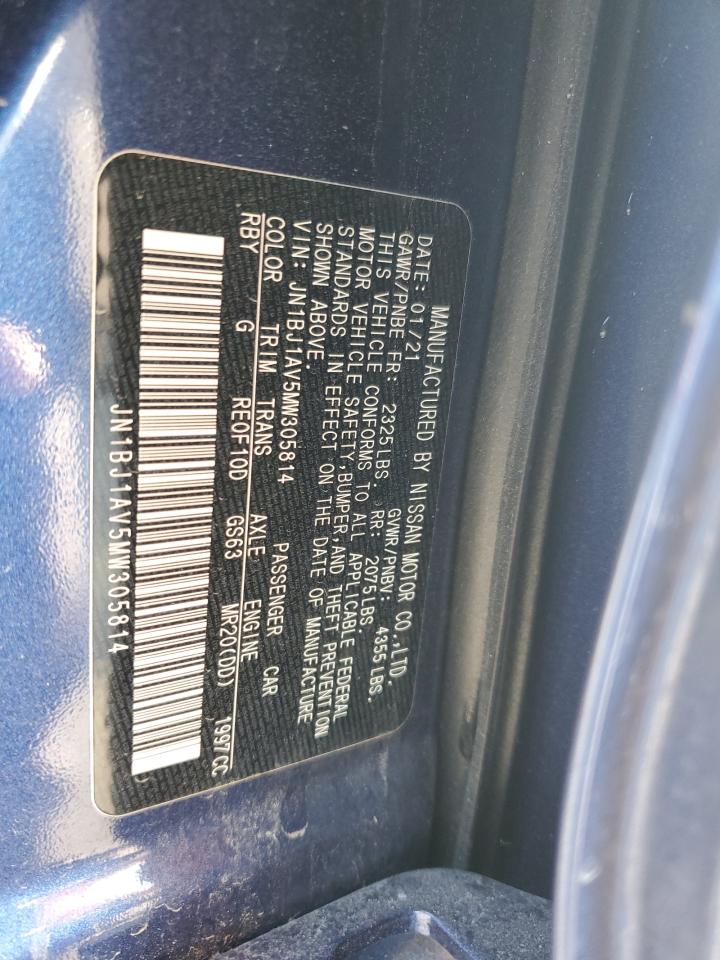 MANUFACTURED BY NISSAN MOTOR CO.,LTD.
DATE: 01/21 GVWR/PNBV: 4355LBS.
GAWR/PNBE FR: 2325LBS RR: 2075LBS.
THIS VEHICLE CONFORMS TO ALL APPLICABLE FEDERAL
MOTOR VEHICLE SAFETY,BUMPER,AND THEFT PREVENTION
STANDARDS IN EFFECT ON THE DATE OF MANUFACTURE
SHOWN ABOVE.
VIN: JN1BJ1AV5MW305814 PASSENGER CAR
COLOR TRIM TRANS AXLE ENGINE
RBY G REOF10D GS63 MR20(DD) 1997CC
JN1BJ1AV5MW305814